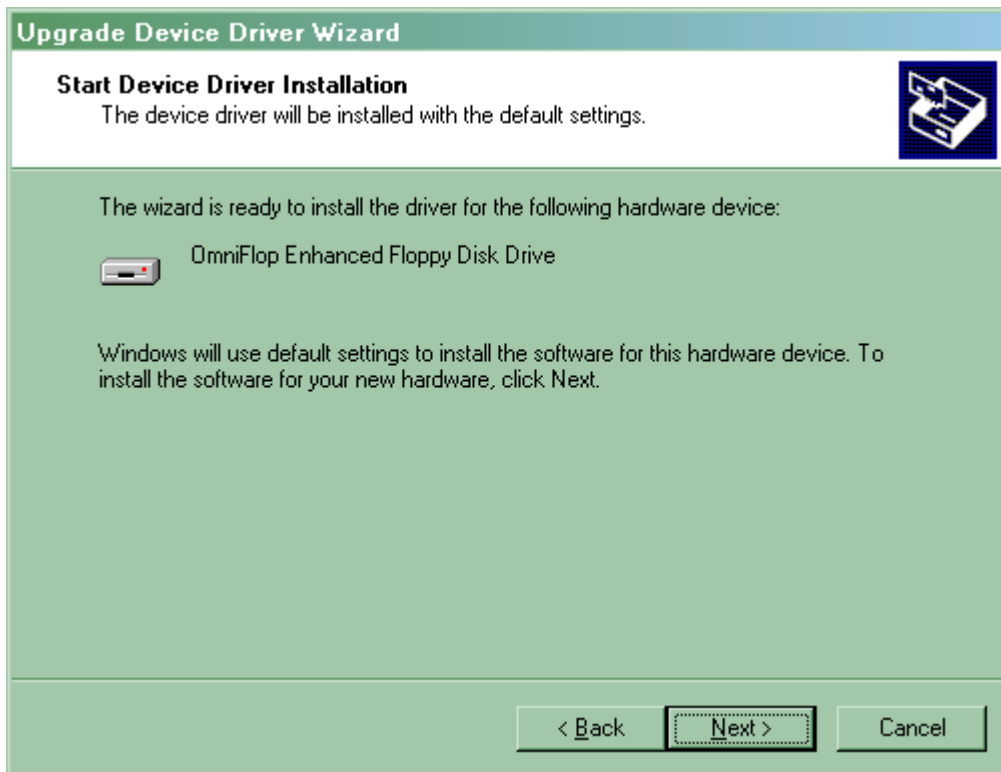 Upgrade Device Driver Wizard
Start Device Driver Installation
The device driver will be installed with the default settings.
The wizard is ready to install the driver for the following hardware device:
OmniFlop Enhanced Floppy Disk Drive
Windows will use default settings to install the software for this hardware device. To
install the software for your new hardware, click Next.
< Back
Next >
Cancel